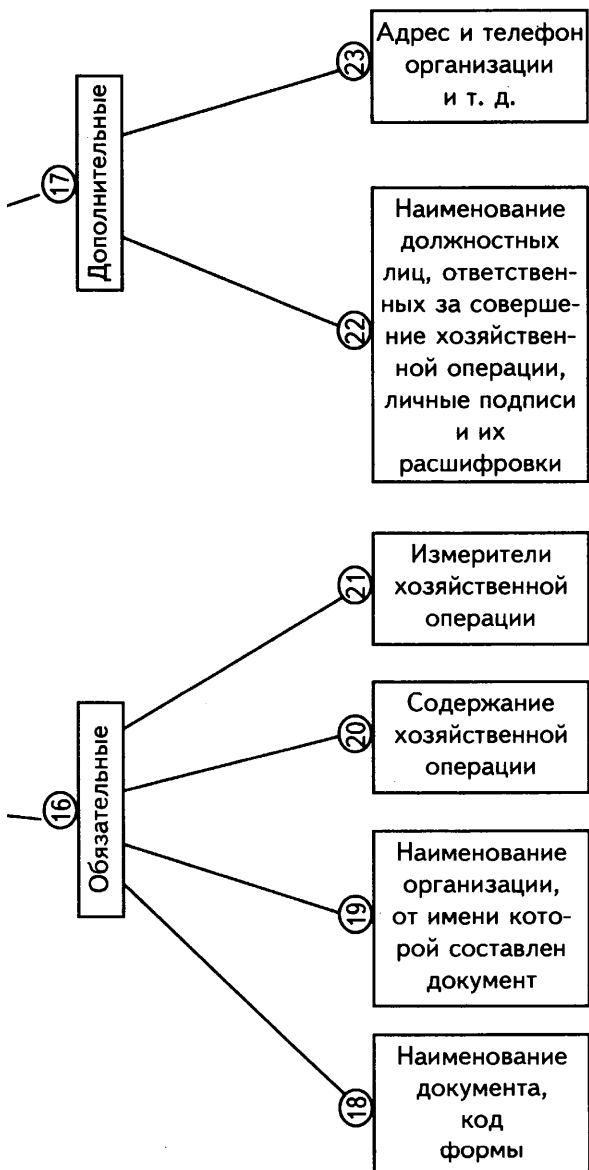 23
Адрес и телефон
организации
и т. д.
17
Дополнительные
22
Наименование
должностных
лиц, ответствен-
ных за соверше-
ние хозяйствен-
ной операции,
личные подписи
и их
расшифровки
21
Измерители
хозяйственной
операции
16
Обязательные
20
Содержание
хозяйственной
операции
19
Наименование
организации,
от имени кото-
рой составлен
документ
18
Наименование
документа,
код
формы